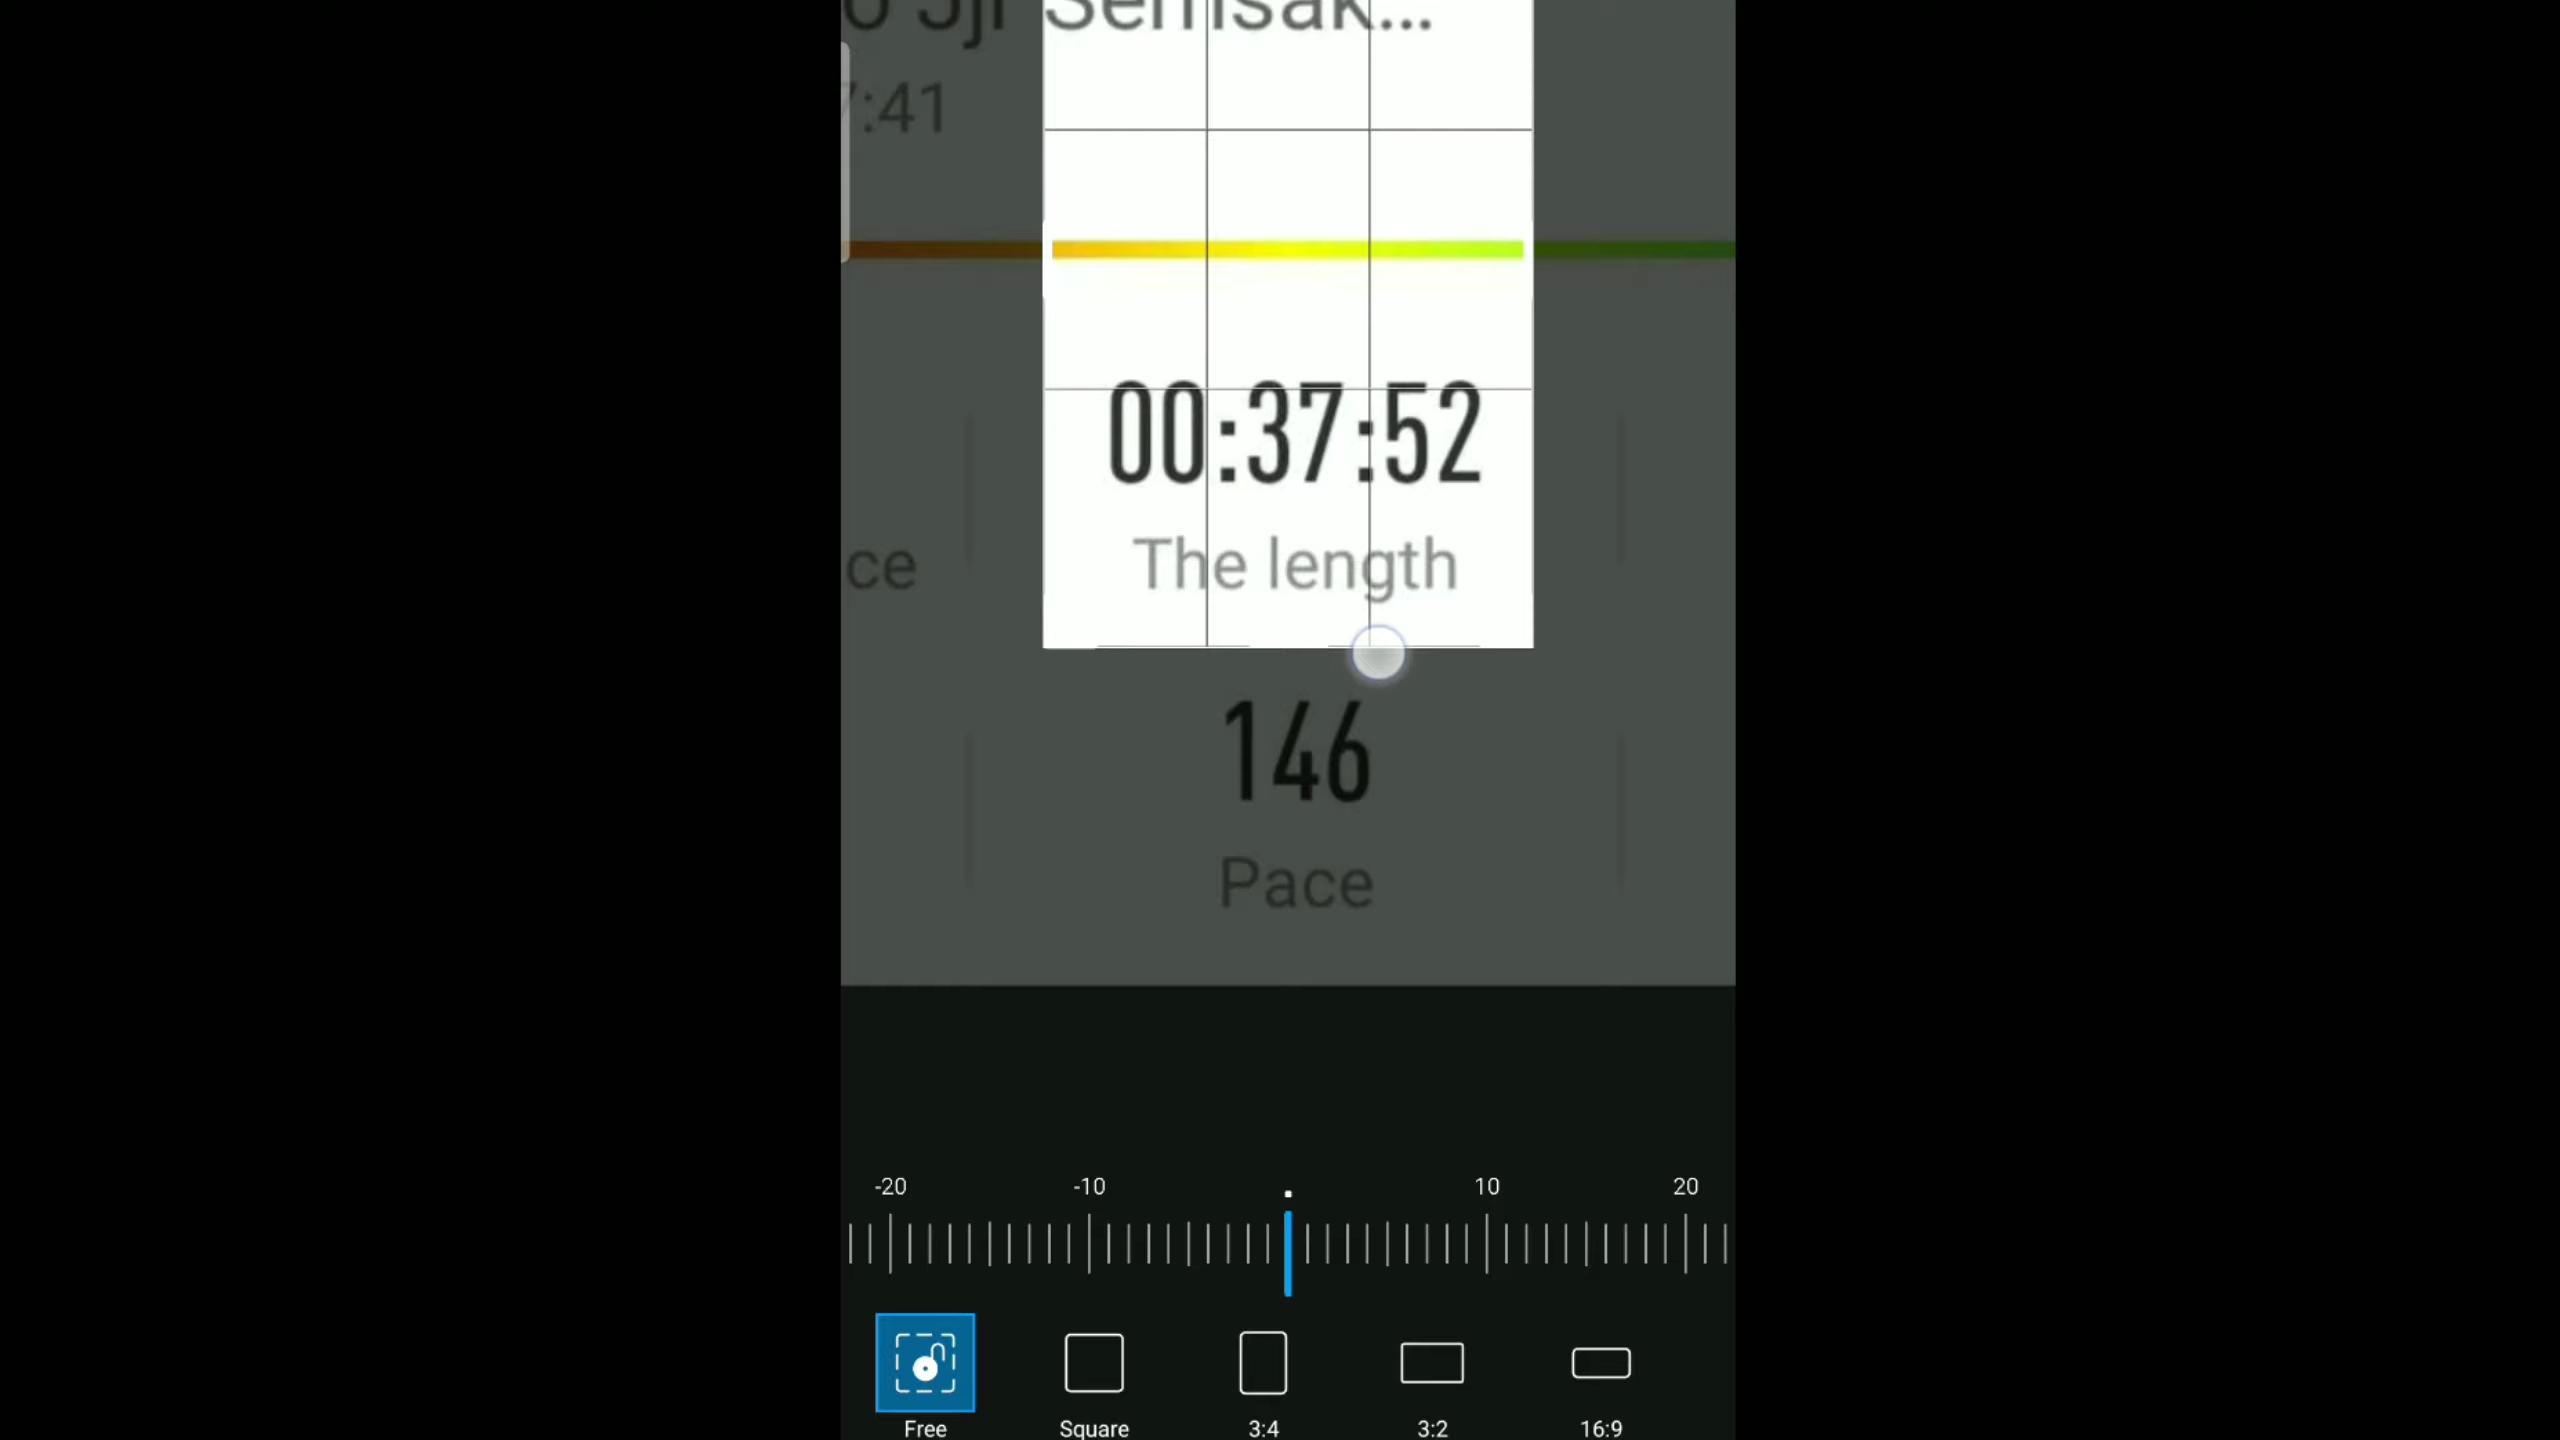 Semsak...
:41
00:37:52
ce
The length
146
Pace
-20 -10 10 20
Free Square 3:4 3:2 16:9